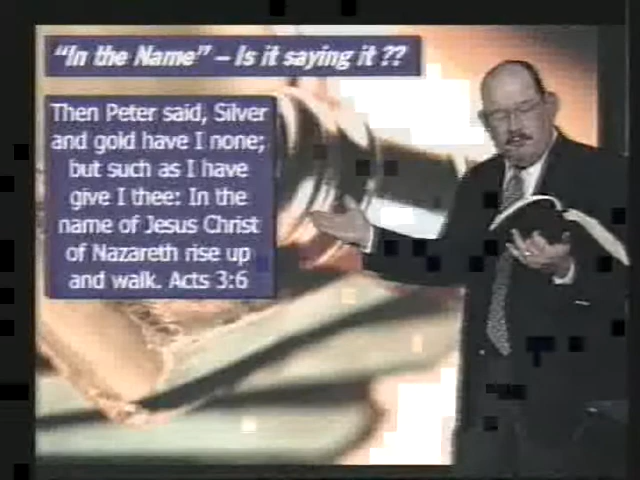 "In the Name" – Is it saying it ??
Then Peter said, Silver
and gold have I none;
but such as I have
give I thee: In the
name of Jesus Christ
of Nazareth rise up
and walk. Acts 3:6